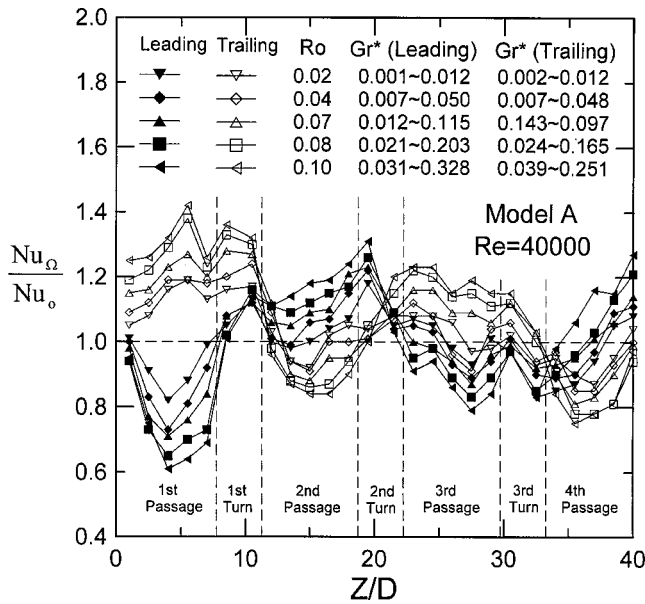 2.0
1.8
1.6
1.4
1.2
1.0
0.8
0.6
0.4
Nu_Ω
Nu_o
Leading Trailing Ro Gr* (Leading) Gr* (Trailing)
0.02 0.001~0.012 0.002~0.012
0.04 0.007~0.050 0.007~0.048
0.07 0.012~0.115 0.143~0.097
0.08 0.021~0.203 0.024~0.165
0.10 0.031~0.328 0.039~0.251
Model A
Re=40000
1st Passage
1st Turn
2nd Passage
2nd Turn
3rd Passage
3rd Turn
4th Passage
0 10 20 30 40
Z/D